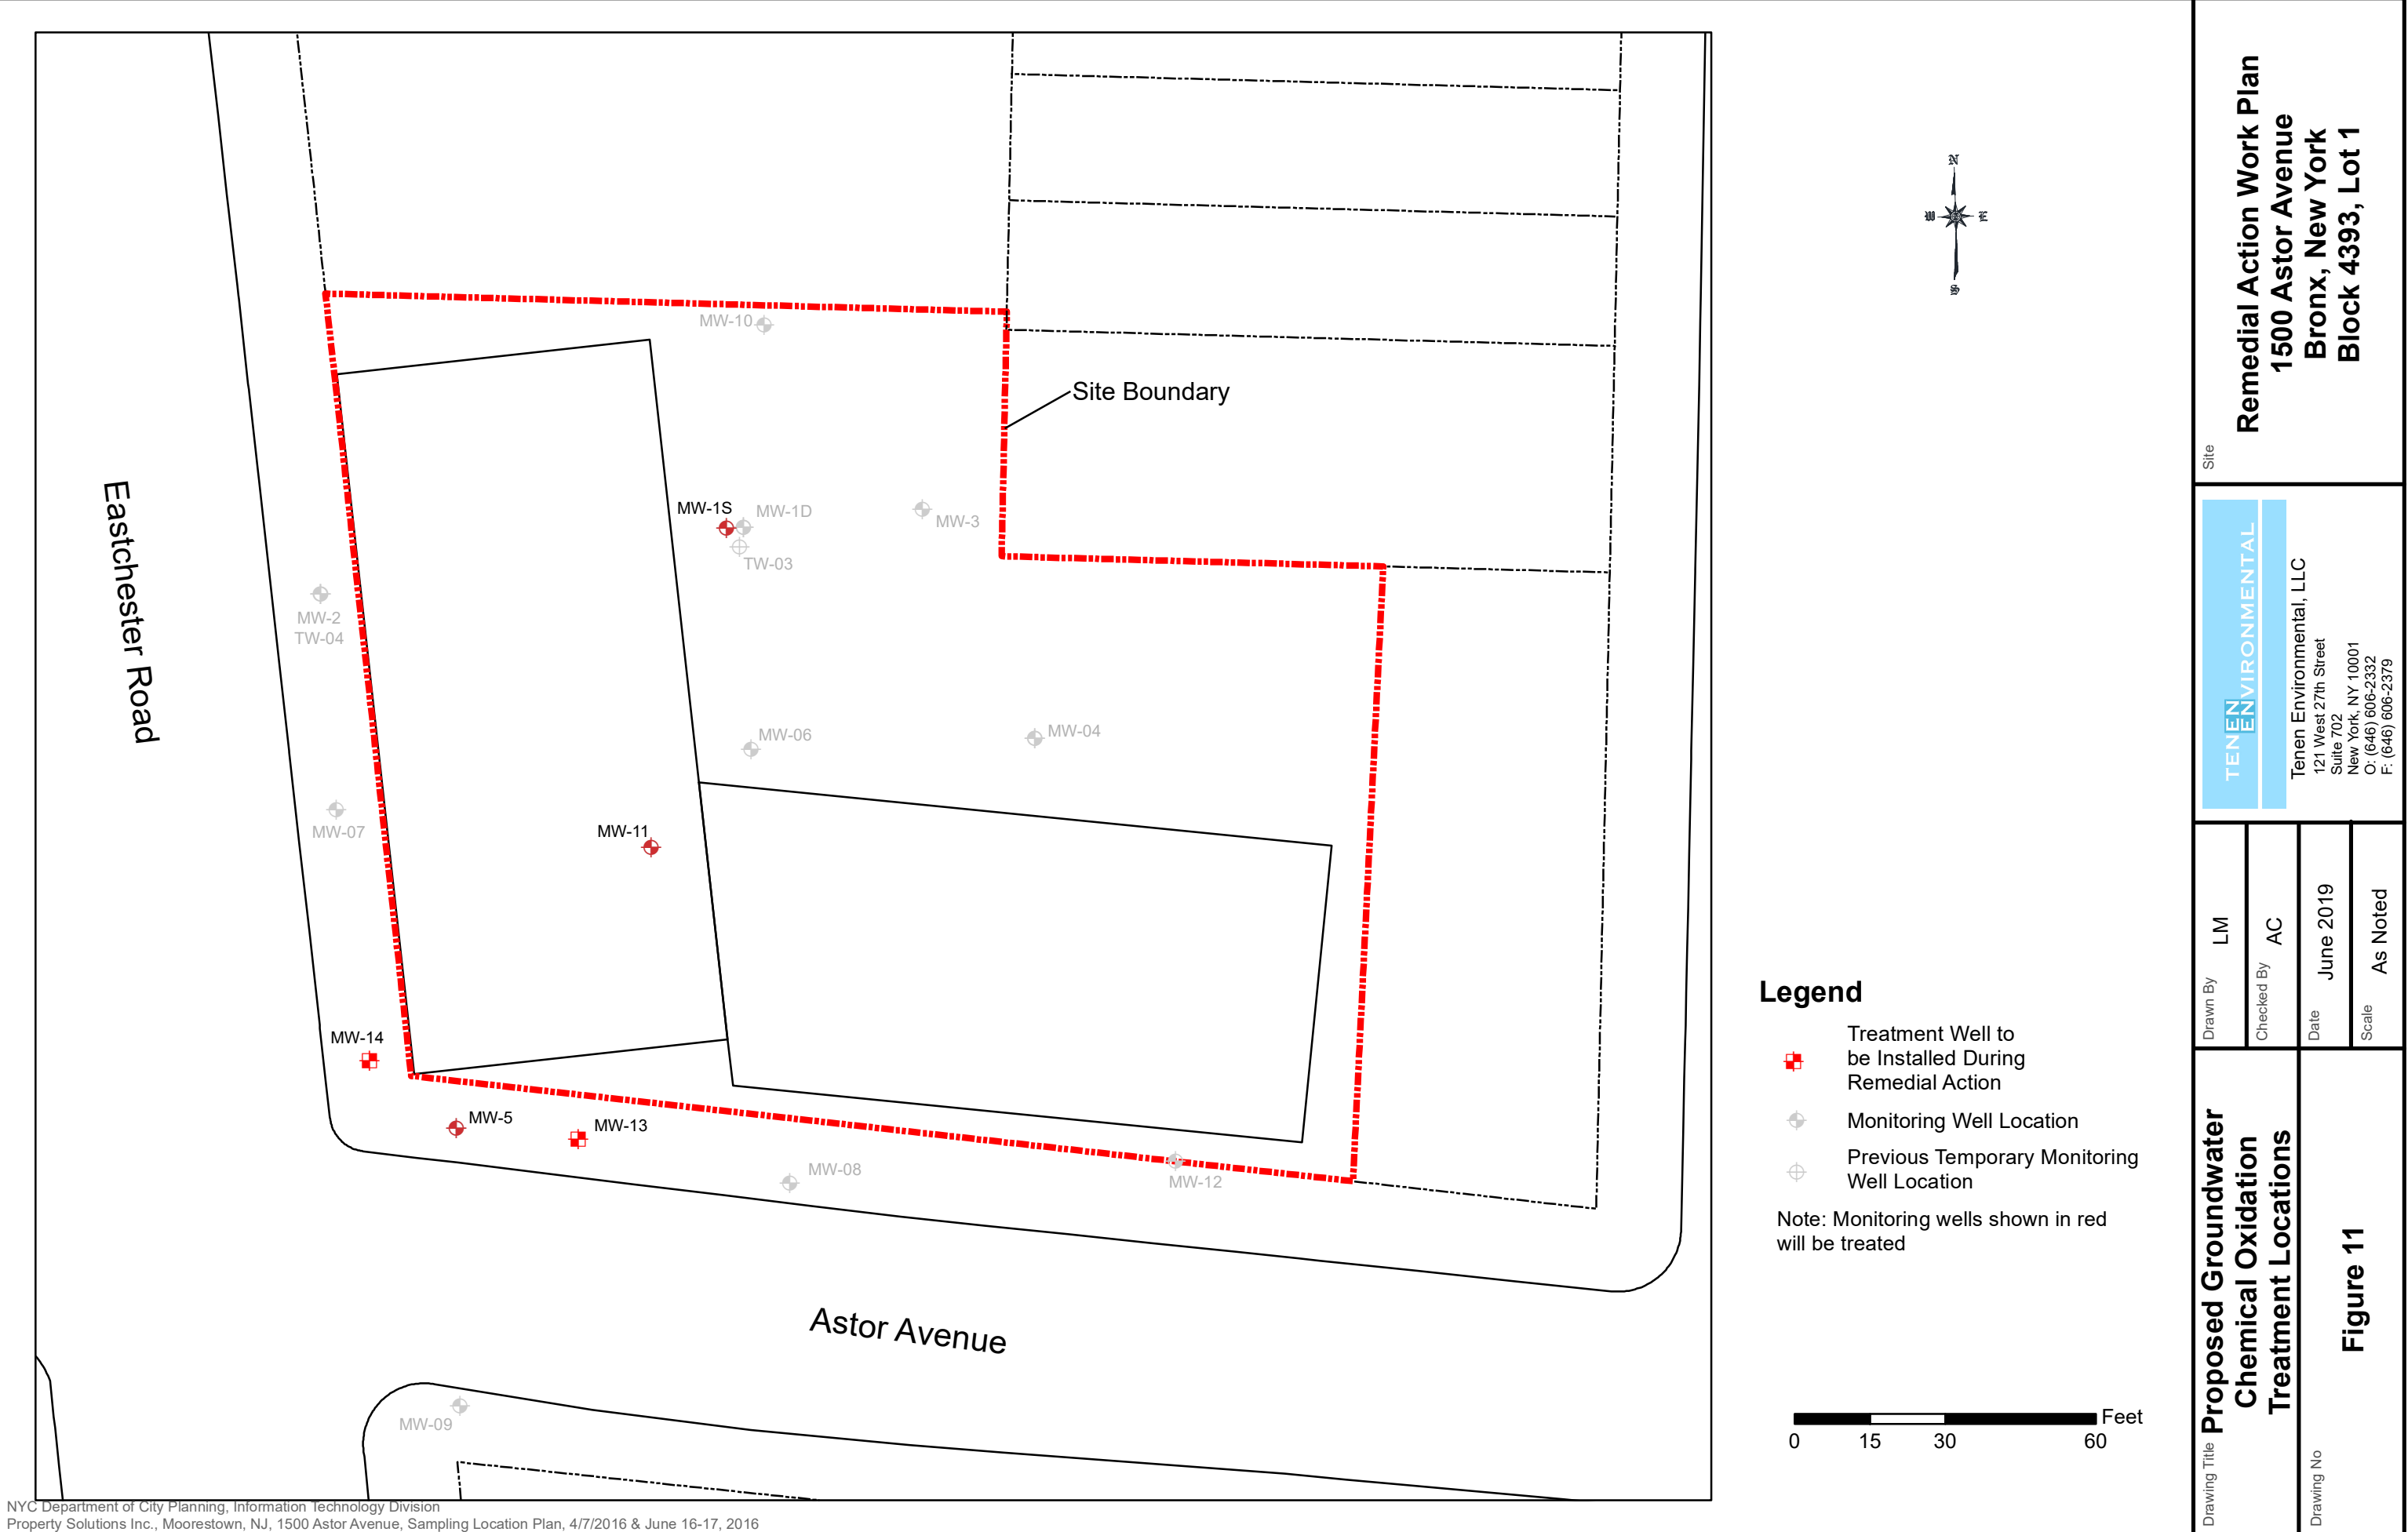 Eastchester Road
MW-10
Site Boundary
MW-1S
MW-1D
TW-03
MW-3
MW-2
TW-04
MW-06
MW-04
MW-07
MW-11
MW-14
MW-5
MW-13
MW-08
MW-12
Astor Avenue
MW-09
N
W
E
S
Legend
Treatment Well to
be Installed During
Remedial Action
Monitoring Well Location
Previous Temporary Monitoring
Well Location
Note: Monitoring wells shown in red
will be treated
Feet
0 15 30 60
NYC Department of City Planning, Information Technology Division
Property Solutions Inc., Moorestown, NJ, 1500 Astor Avenue, Sampling Location Plan, 4/7/2016 & June 16-17, 2016
Site
Remedial Action Work Plan
1500 Astor Avenue
Bronx, New York
Block 4393, Lot 1
TENEN
ENVIRONMENTAL
Tenen Environmental, LLC
121 West 27th Street
Suite 702
New York, NY 10001
O: (646) 606-2332
F: (646) 606-2379
Drawn By
LM
Checked By
AC
Date
June 2019
Scale
As Noted
Drawing Title
Proposed Groundwater
Chemical Oxidation
Treatment Locations
Drawing No
Figure 11